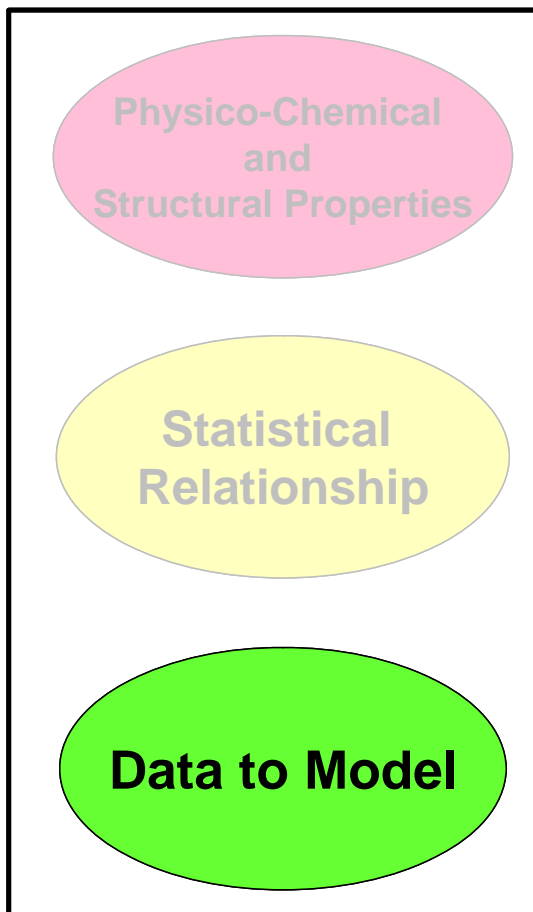 Physico-Chemical
and
Structural Properties
Statistical
Relationship
Data to Model